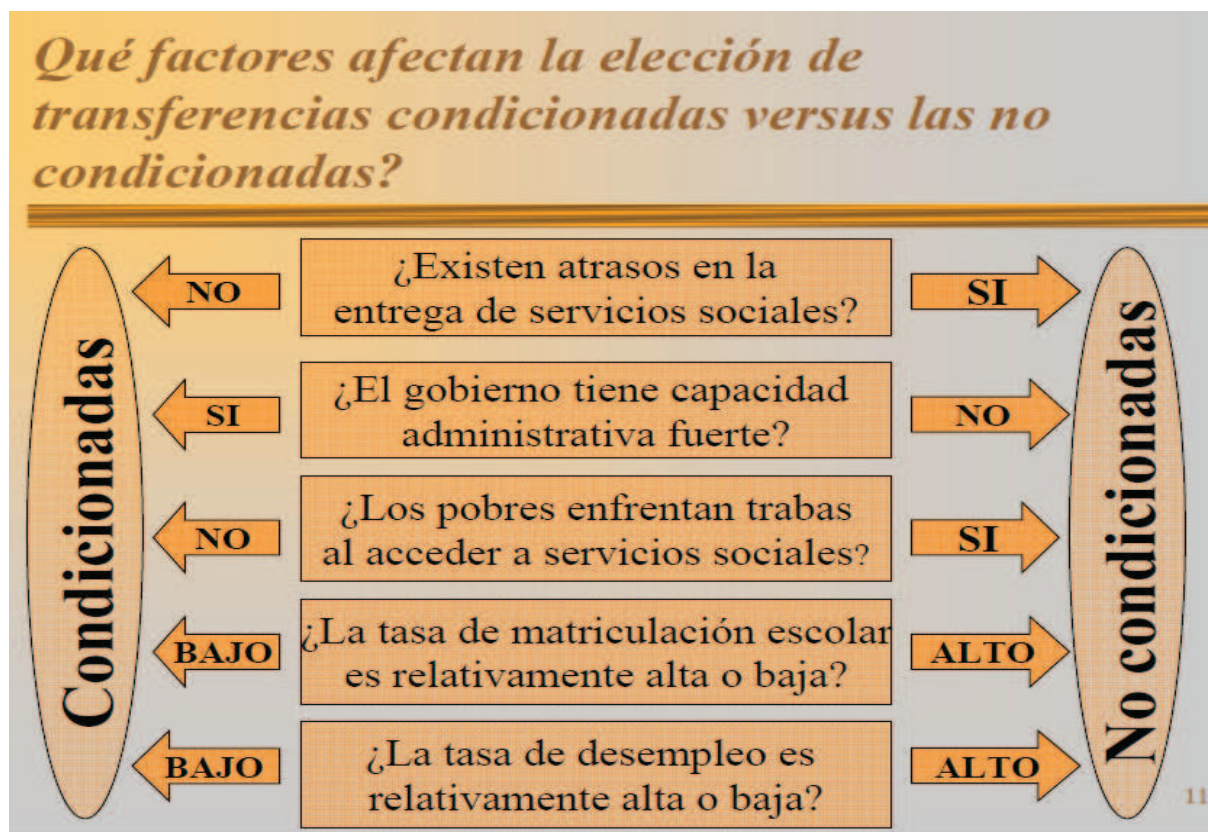 Qué factores afectan la elección de
transferencias condicionadas versus las no
condicionadas?
Condicionadas
NO
¿Existen atrasos en la
entrega de servicios sociales?
SI
SI
¿El gobierno tiene capacidad
administrativa fuerte?
NO
NO
¿Los pobres enfrentan trabas
al acceder a servicios sociales?
SI
BAJO
¿La tasa de matriculación escolar
es relativamente alta o baja?
ALTO
BAJO
¿La tasa de desempleo es
relativamente alta o baja?
ALTO
No condicionadas
11